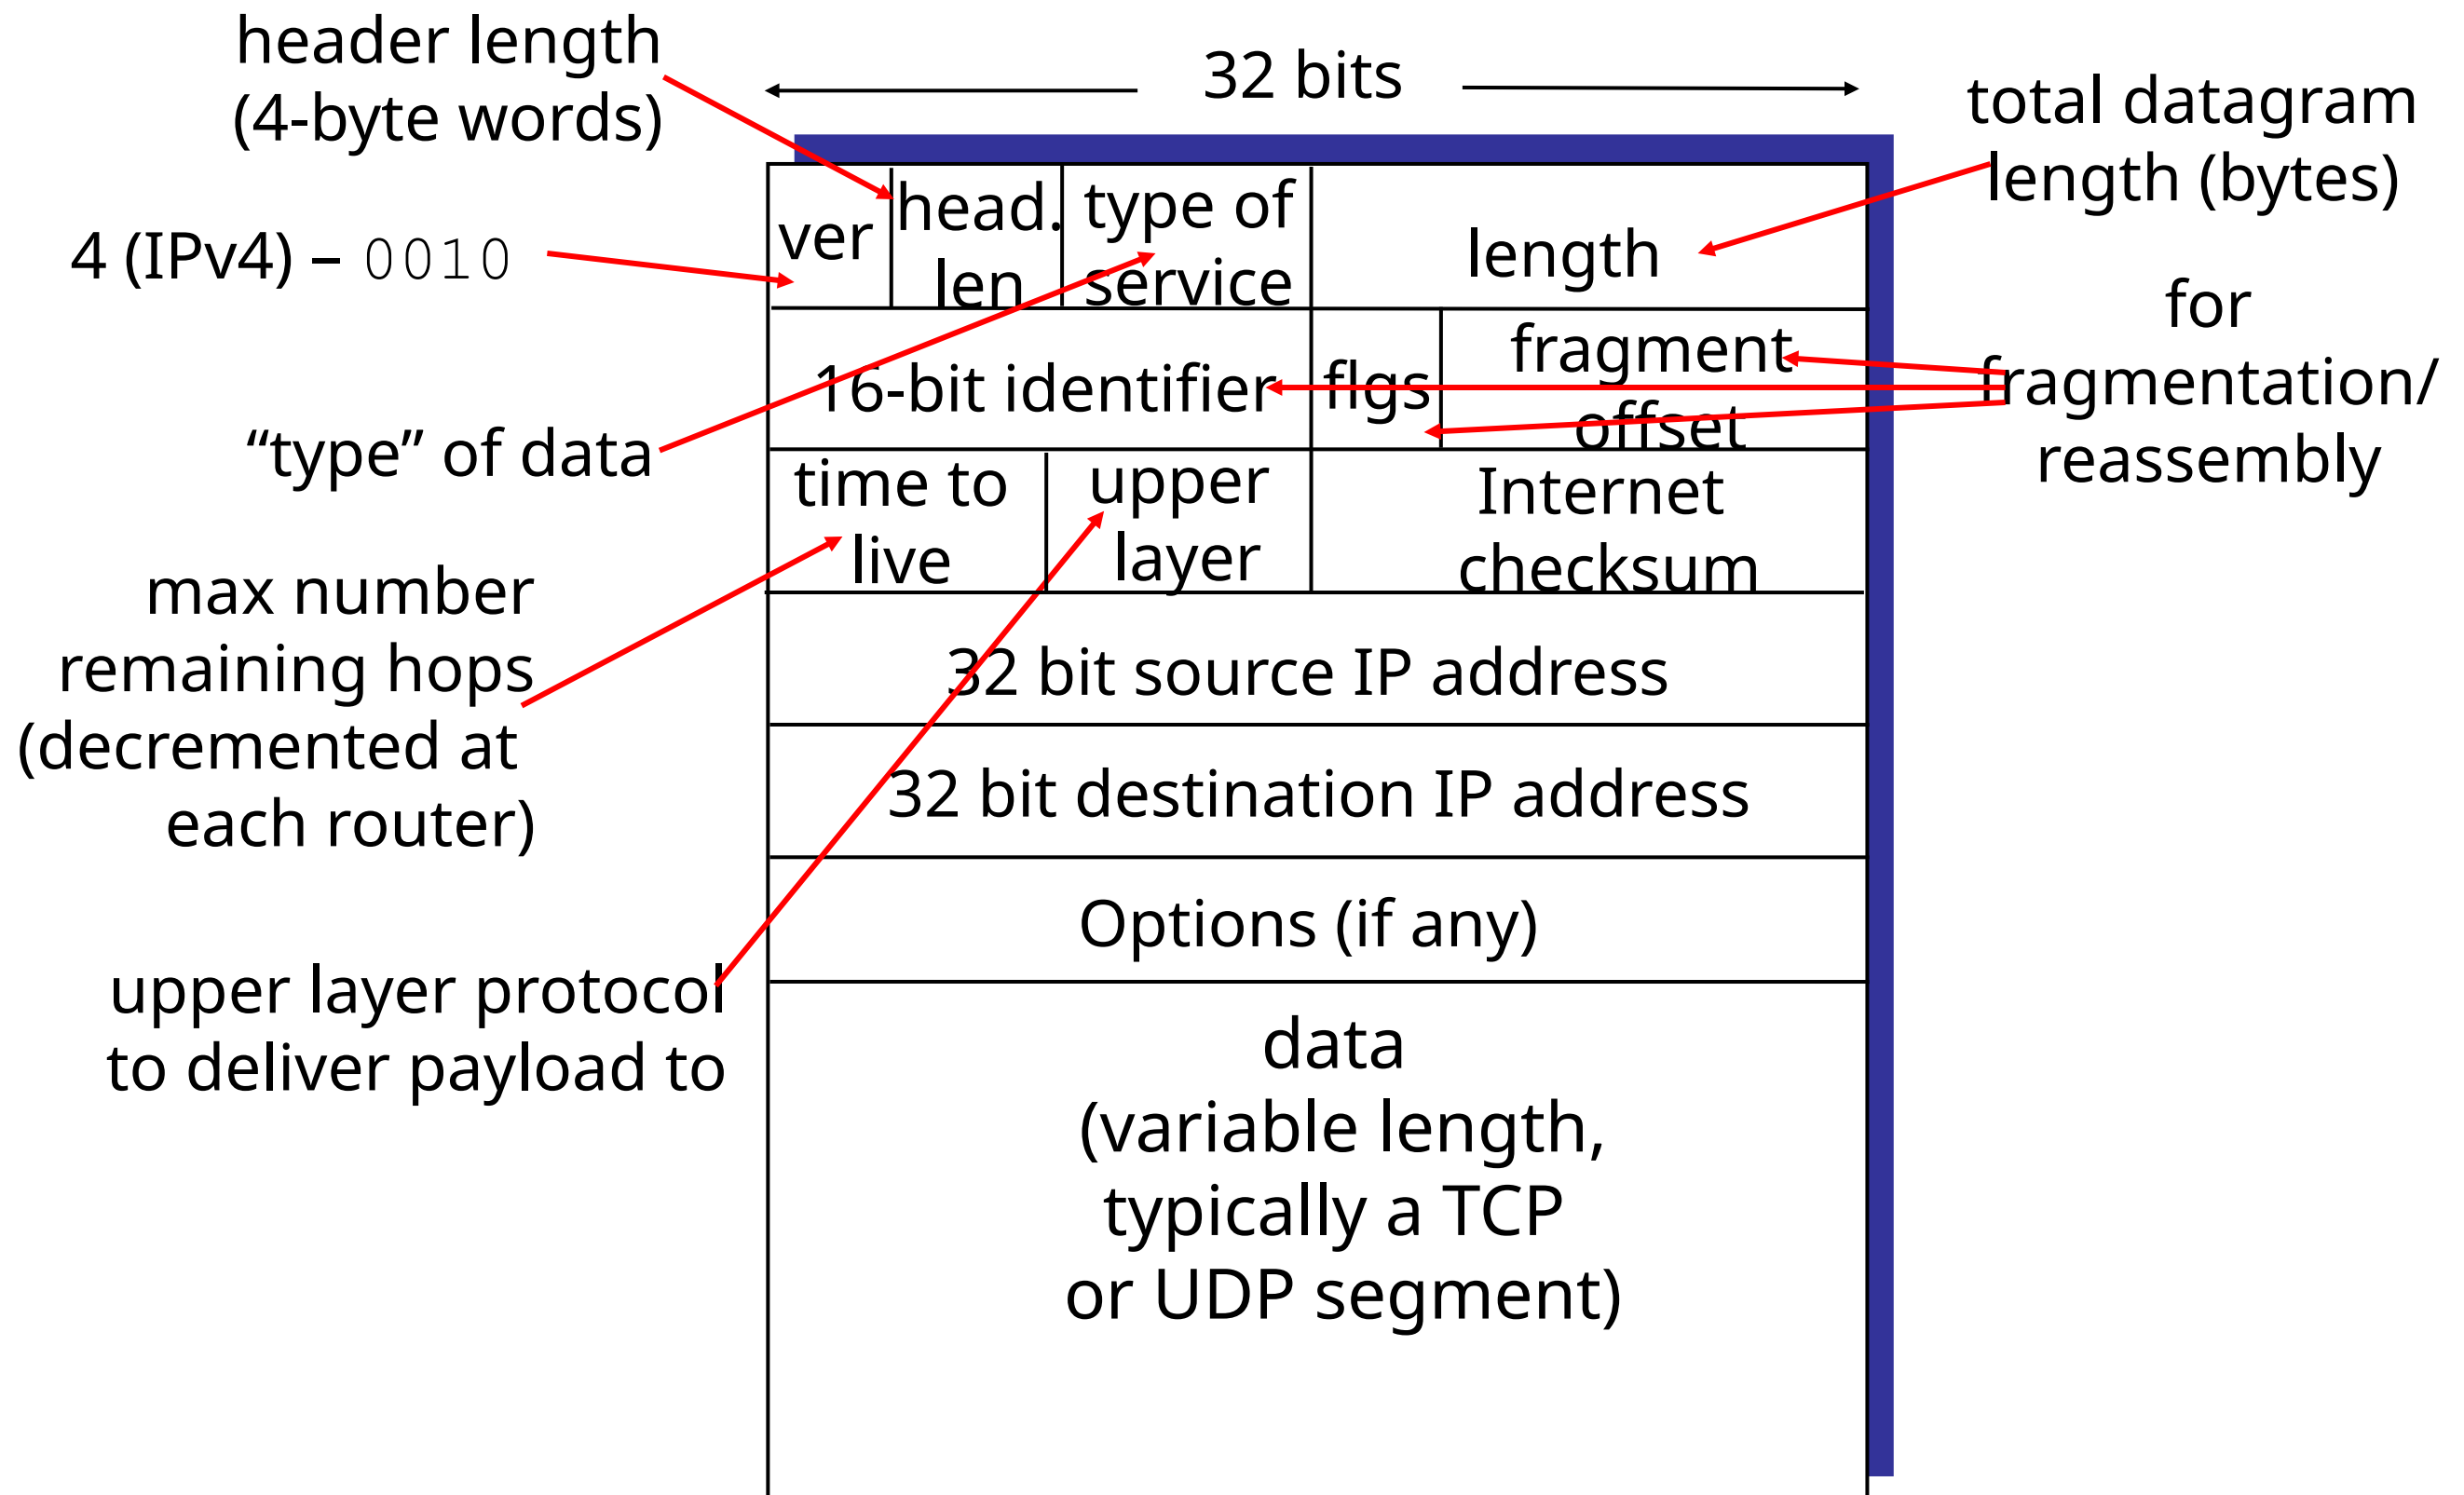 header length
(4-byte words)
32 bits
total datagram
length (bytes)
4 (IPv4) – 0010
ver
head.
len
type of
service
length
for
fragmentation/
reassembly
16-bit identifier
flgs
fragment
offset
“type” of data
time to
live
upper
layer
Internet
checksum
max number
remaining hops
(decremented at
each router)
32 bit source IP address
32 bit destination IP address
Options (if any)
upper layer protocol
to deliver payload to
data
(variable length,
typically a TCP
or UDP segment)